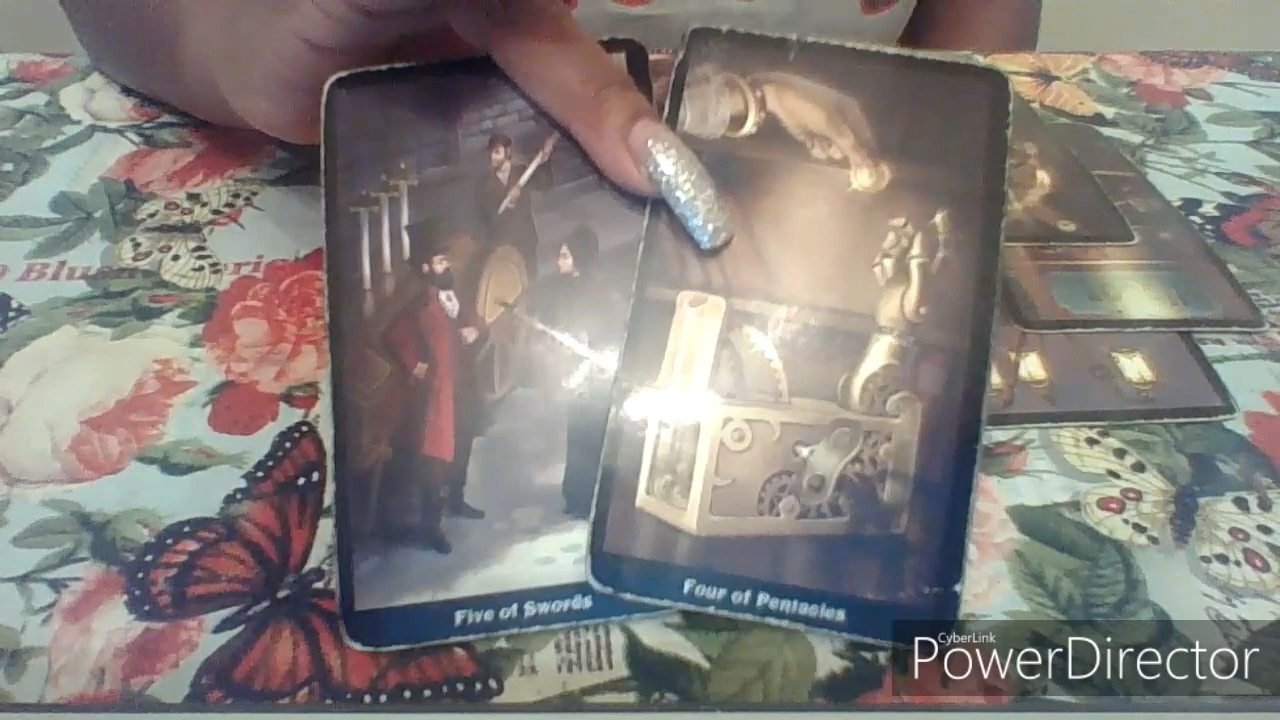 Five of Swords
Four of Pentacles
CyberLink
PowerDirector